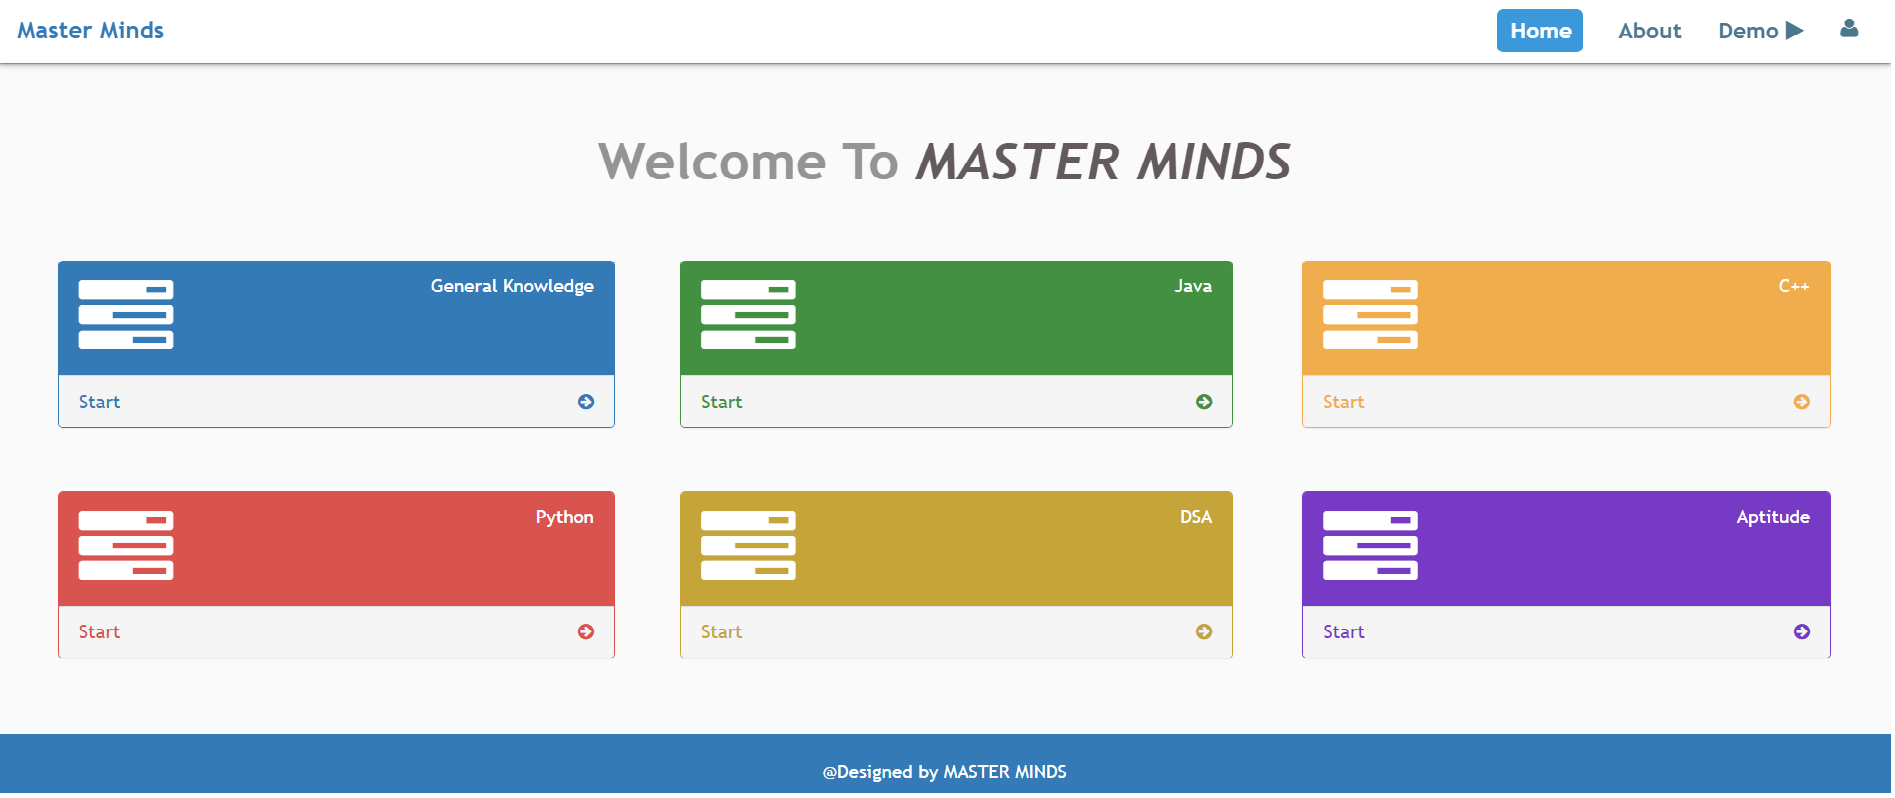 Master Minds
Home About Demo
Welcome To MASTER MINDS
General Knowledge
Start
Java
Start
C++
Start
Python
Start
DSA
Start
Aptitude
Start
@Designed by MASTER MINDS